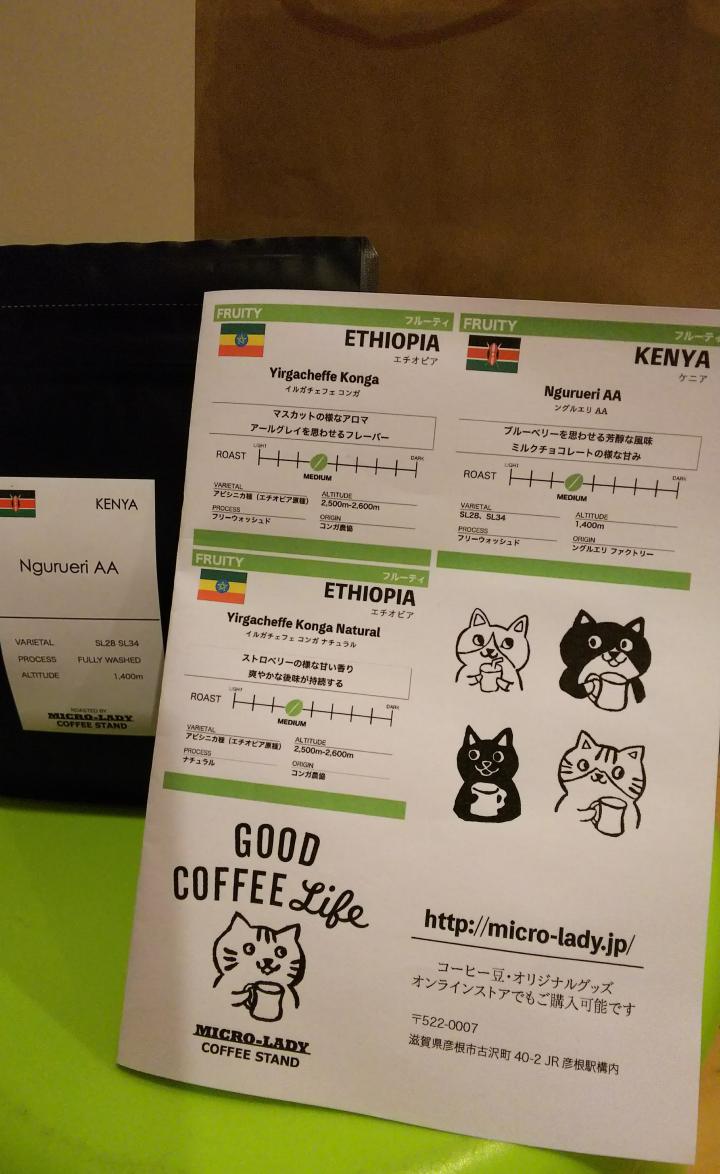 FRUITY フルーティ
ETHIOPIA
エチオピア
Yirgacheffe Konga
イルガチェフェ コンガ
マスカットの様なアロマ
アールグレイを思わせるフレーバー
ROAST LIGHT DARK
MEDIUM
VARIETAL
アビシニカ種（エチオピア原種）
ALTITUDE
2,500m-2,600m
PROCESS
フリーウォッシュド
ORIGIN
コンガ農協
FRUITY フルーティ
KENYA
ケニア
Ngurueri AA
ングルエリ AA
ブルーベリーを思わせる芳醇な風味
ミルクチョコレートの様な甘み
ROAST LIGHT DARK
MEDIUM
VARIETAL
SL28、SL34
ALTITUDE
1,400m
PROCESS
フリーウォッシュド
ORIGIN
ングルエリ ファクトリー
FRUITY フルーティ
ETHIOPIA
エチオピア
Yirgacheffe Konga Natural
イルガチェフェ コンガ ナチュラル
ストロベリーの様な甘い香り
爽やかな後味が持続する
ROAST LIGHT DARK
MEDIUM
VARIETAL
アビシニカ種（エチオピア原種）
ALTITUDE
2,500m-2,600m
PROCESS
ナチュラル
ORIGIN
コンガ農協
GOOD
COFFEE Life
MICRO-LADY
COFFEE STAND
http://micro-lady.jp/
コーヒー豆・オリジナルグッズ
オンラインストアでもご購入可能です
〒522-0007
滋賀県彦根市古沢町 40-2 JR 彦根駅構内
KENYA
Ngurueri AA
VARIETAL SL28 SL34
PROCESS FULLY WASHED
ALTITUDE 1,400m
ROASTED BY
MICRO-LADY
COFFEE STAND